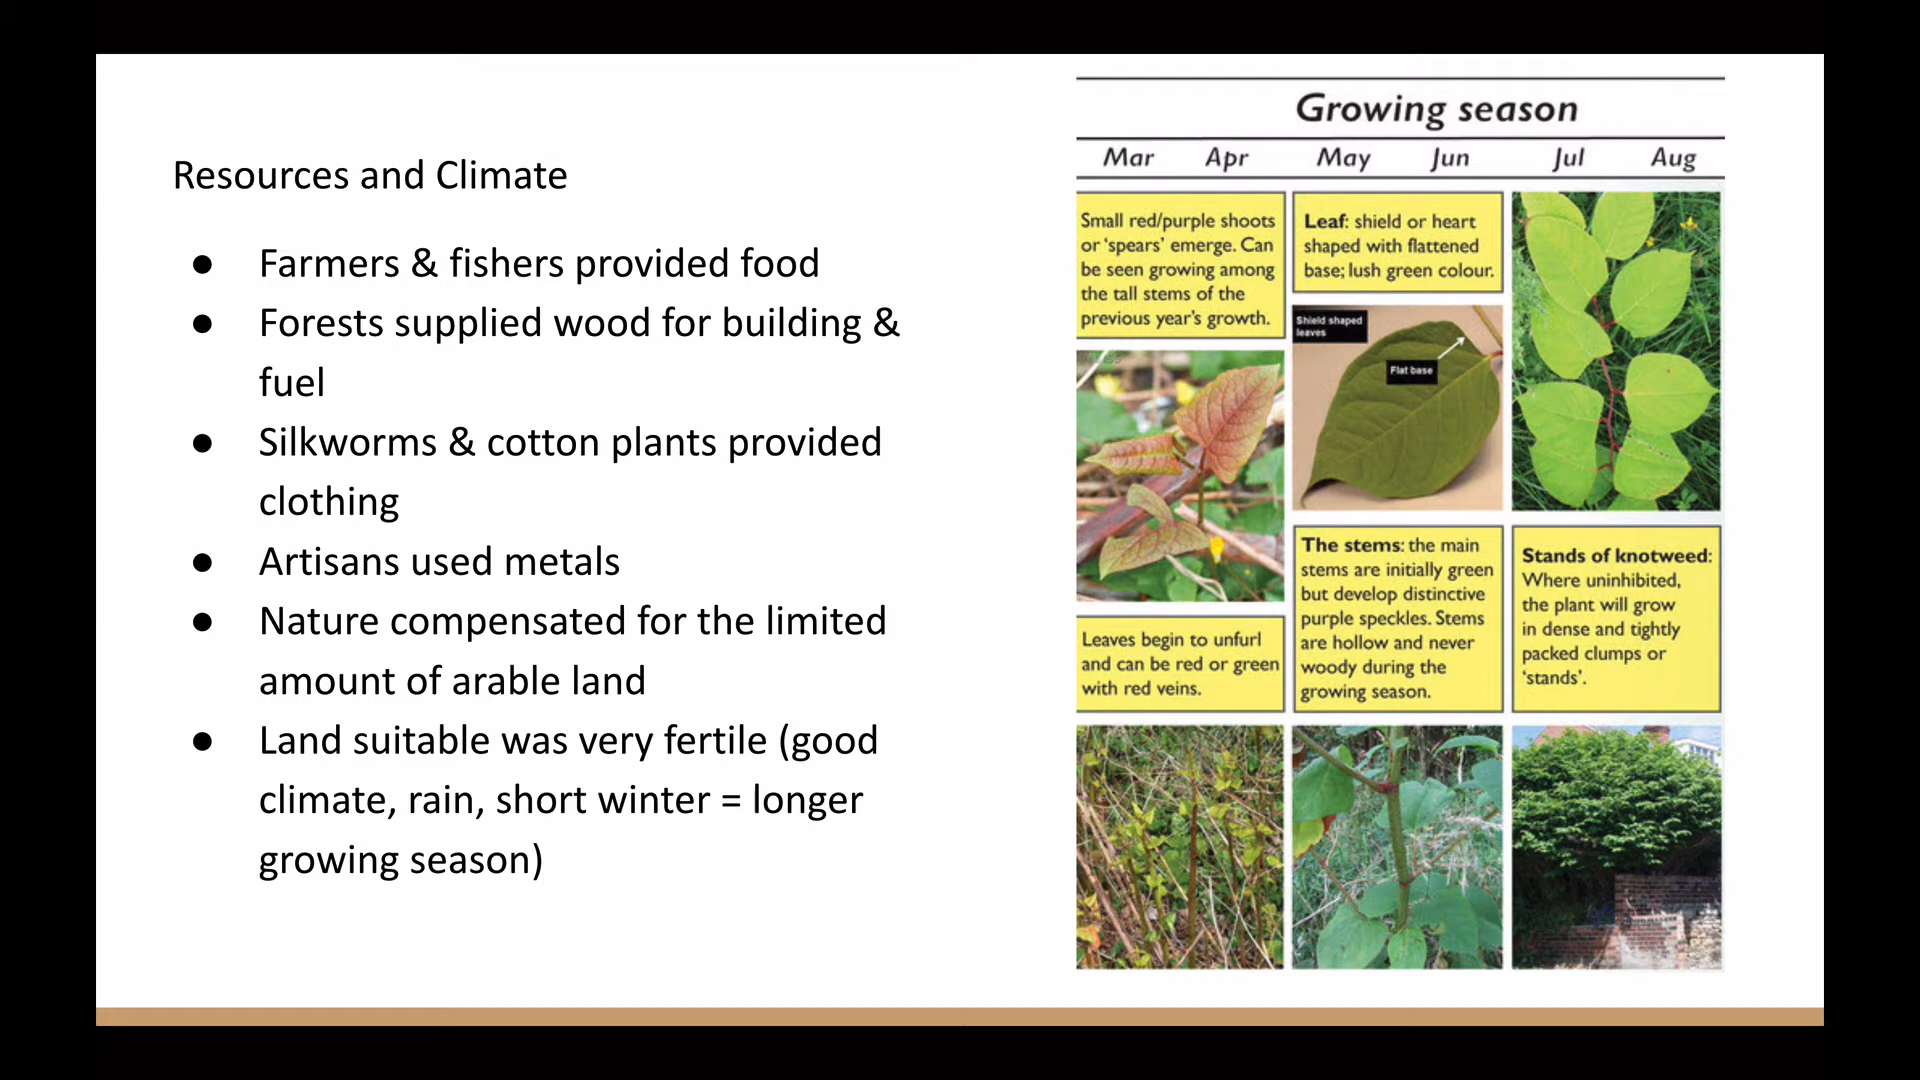 Resources and Climate
● Farmers & fishers provided food
● Forests supplied wood for building &
fuel
● Silkworms & cotton plants provided
clothing
● Artisans used metals
● Nature compensated for the limited
amount of arable land
● Land suitable was very fertile (good
climate, rain, short winter = longer
growing season)
Growing season
Mar Apr May Jun Jul Aug
Small red/purple shoots
or ‘spears’ emerge. Can
be seen growing among
the tall stems of the
previous year’s growth.
Leaves begin to unfurl
and can be red or green
with red veins.
Leaf: shield or heart
shaped with flattened
base; lush green colour.
Shield shaped
leaves
Flat base
The stems: the main
stems are initially green
but develop distinctive
purple speckles. Stems
are hollow and never
woody during the
growing season.
Stands of knotweed:
Where uninhibited,
the plant will grow
in dense and tightly
packed clumps or
‘stands’.